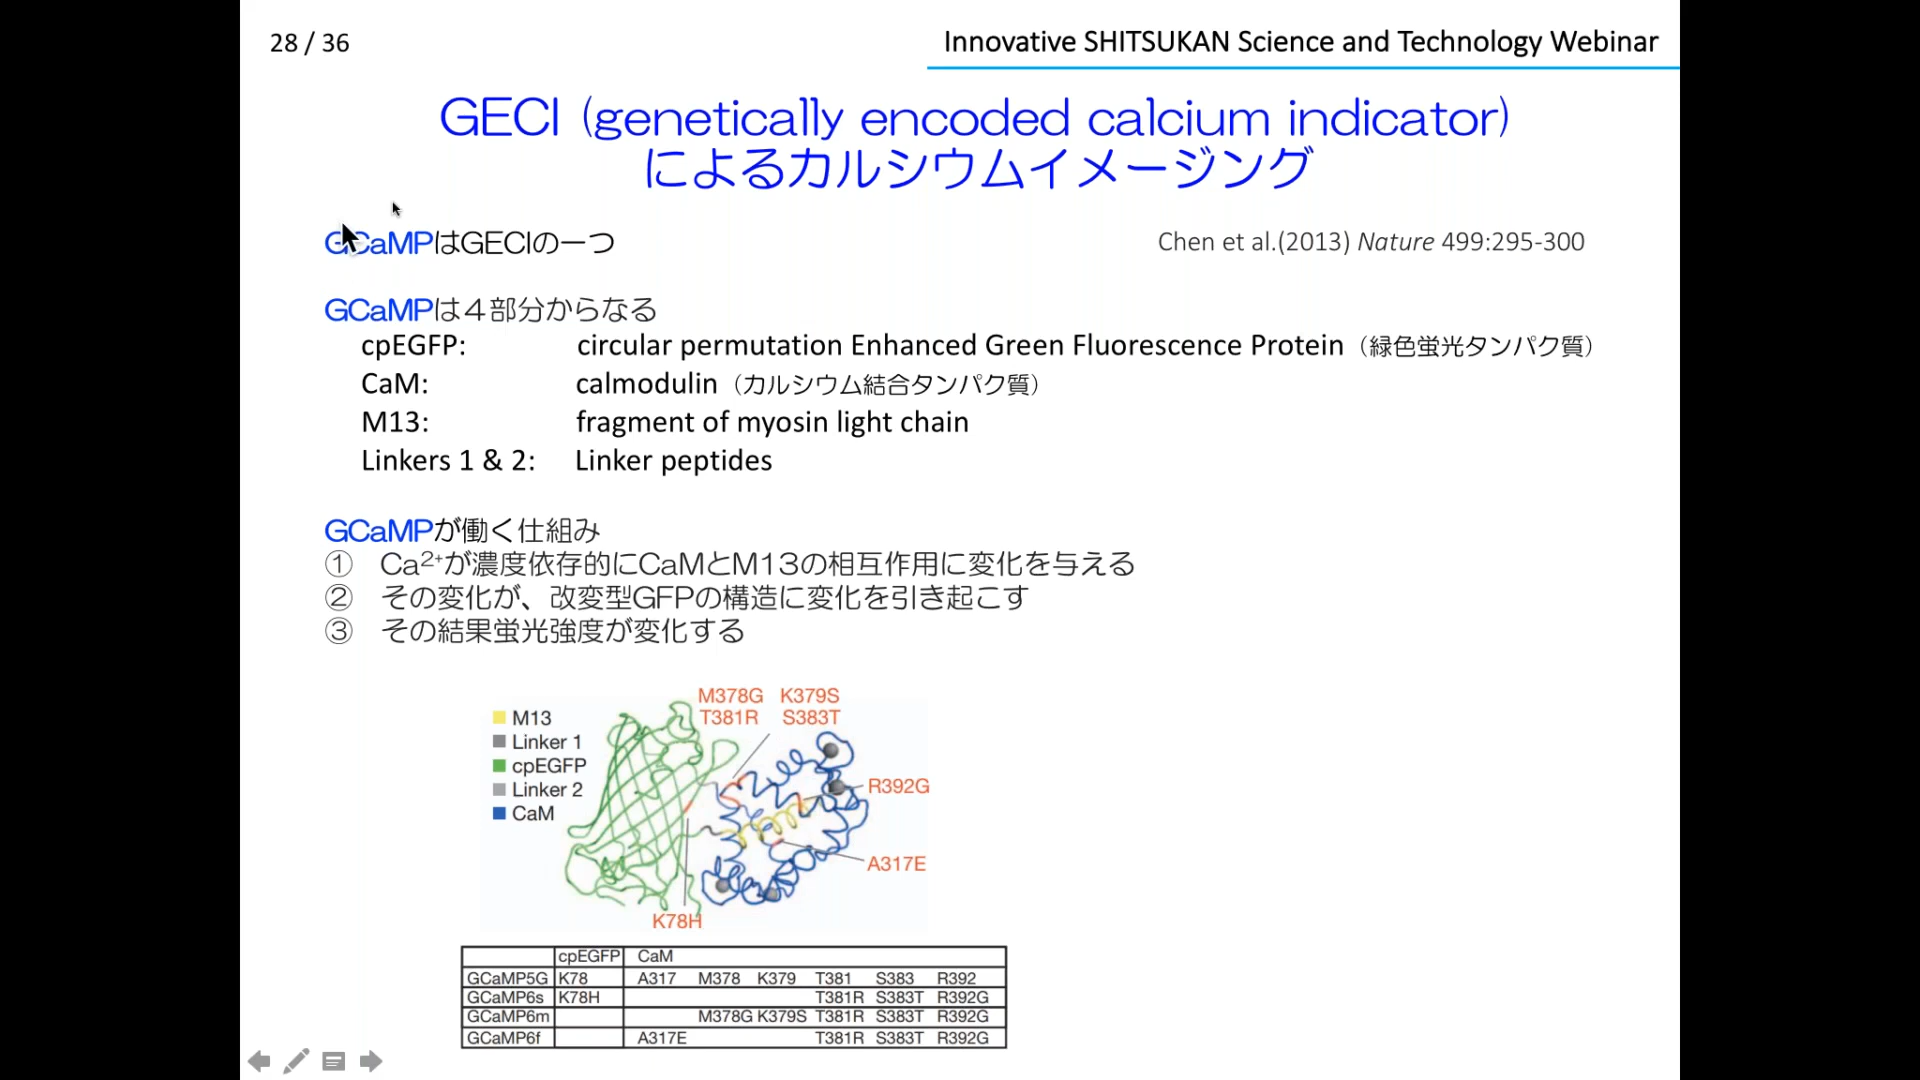 28 / 36
Innovative SHITSUKAN Science and Technology Webinar
GECI (genetically encoded calcium indicator)
によるカルシウムイメージング
GCaMPはGECIの一つ
Chen et al.(2013) Nature 499:295-300
GCaMPは４部分からなる
cpEGFP: circular permutation Enhanced Green Fluorescence Protein（緑色蛍光タンパク質）
CaM: calmodulin（カルシウム結合タンパク質）
M13: fragment of myosin light chain
Linkers 1 & 2: Linker peptides
GCaMPが働く仕組み
① Ca2+が濃度依存的にCaMとM13の相互作用に変化を与える
② その変化が、改変型GFPの構造に変化を引き起こす
③ その結果蛍光強度が変化する
M378G K379S
T381R S383T
M13
Linker 1
cpEGFP
Linker 2
CaM
R392G
A317E
K78H
cpEGFP CaM
GCaMP5G K78 A317 M378 K379 T381 S383 R392
GCaMP6s K78H T381R S383T R392G
GCaMP6m M378G K379S T381R S383T R392G
GCaMP6f A317E T381R S383T R392G